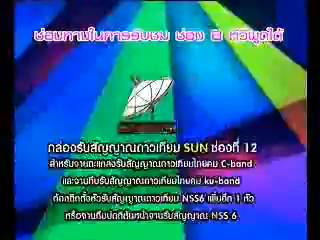 ช่องทางในการรับชม ช่อง 8 ทีวีพูลได้
กล่องรับสัญญาณดาวเทียม SUN ช่องที่ 12
สำหรับจานตะแกรงรับสัญญาณดาวเทียมไทยคม C-band
และจานทึบรับสัญญาณดาวเทียมไทยคม ku-band
ต้องติดตั้งหัวรับสัญญาณดาวเทียม NSS6 เพิ่มอีก 1 หัว
หรือจานทึบปกติหันหน้าจานรับสัญญาณ NSS 6